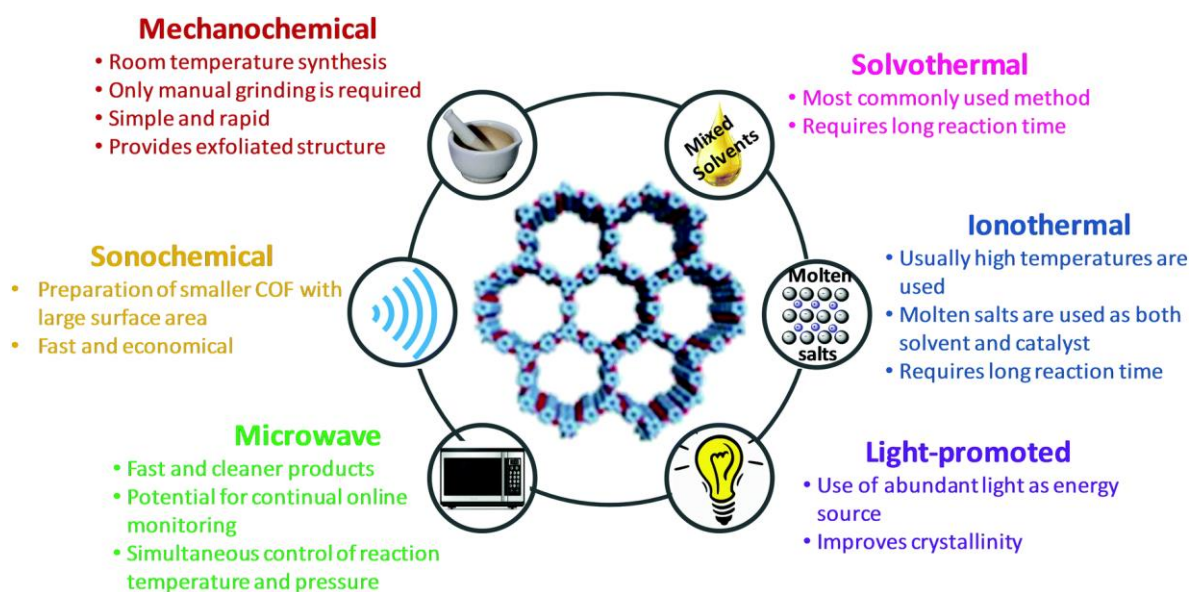 Mechanochemical
• Room temperature synthesis
• Only manual grinding is required
• Simple and rapid
• Provides exfoliated structure
Solvothermal
• Most commonly used method
• Requires long reaction time
Mixed
Solvents
Sonochemical
• Preparation of smaller COF with
large surface area
• Fast and economical
Ionothermal
• Usually high temperatures are
used
• Molten salts are used as both
solvent and catalyst
• Requires long reaction time
Molten
salts
Microwave
• Fast and cleaner products
• Potential for continual online
monitoring
• Simultaneous control of reaction
temperature and pressure
Light-promoted
• Use of abundant light as energy
source
• Improves crystallinity